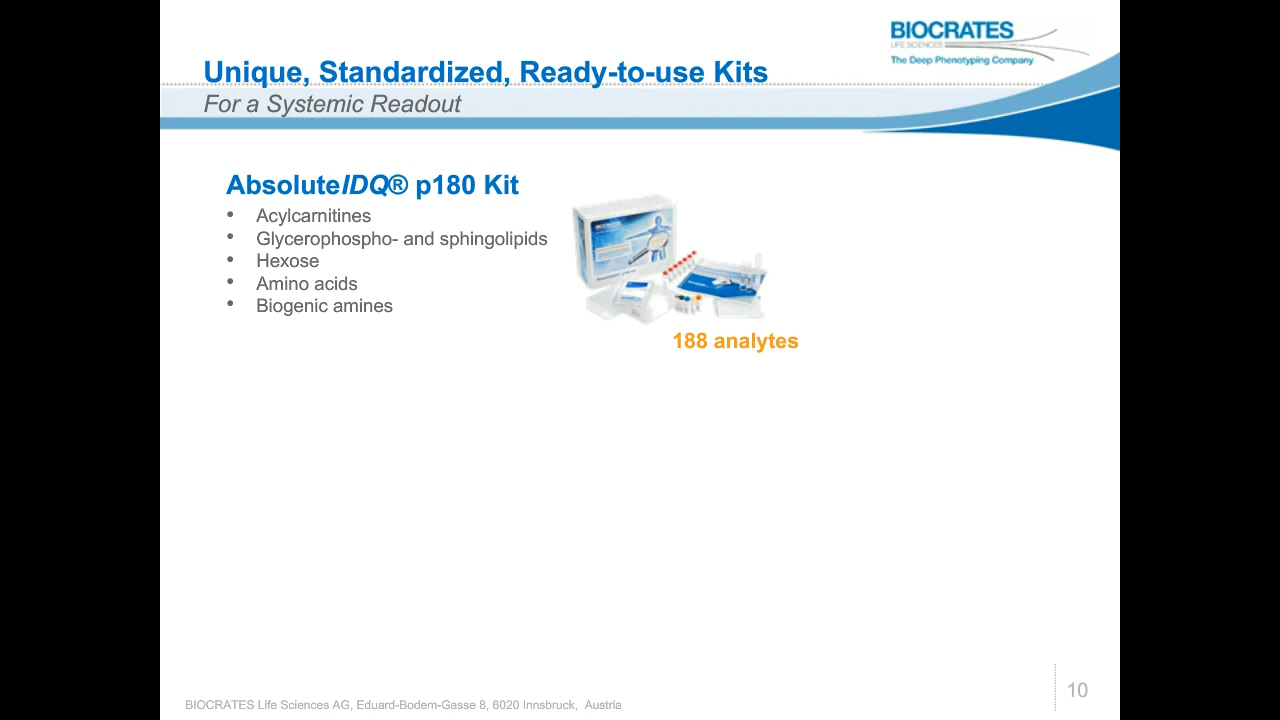 BIOCRATES
LIFE SCIENCES
The Deep Phenotyping Company
Unique, Standardized, Ready-to-use Kits
For a Systemic Readout
AbsoluteIDQ® p180 Kit
• Acylcarnitines
• Glycerophospho- and sphingolipids
• Hexose
• Amino acids
• Biogenic amines
BIOCRATES
188 analytes
BIOCRATES Life Sciences AG, Eduard-Bodem-Gasse 8, 6020 Innsbruck, Austria
10